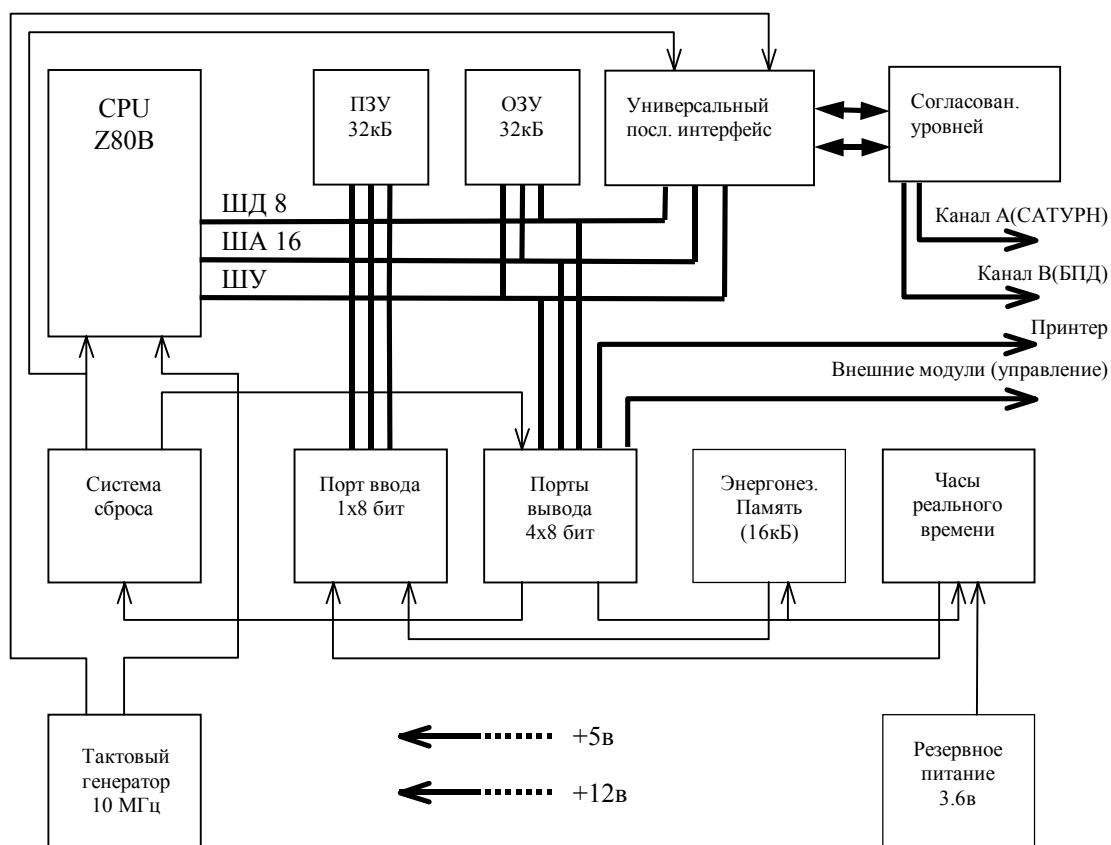 CPU
Z80B
ПЗУ
32кБ
ОЗУ
32кБ
Универсальный
посл. интерфейс
Согласован.
уровней
ШД 8
ША 16
ШУ
Канал А(САТУРН)
Канал В(БПД)
Принтер
Внешние модули (управление)
Система
сброса
Порт ввода
1х8 бит
Порты
вывода
4х8 бит
Энергонез.
Память
(16кБ)
Часы
реального
времени
Тактовый
генератор
10 МГц
+5в
+12в
Резервное
питание
3.6в